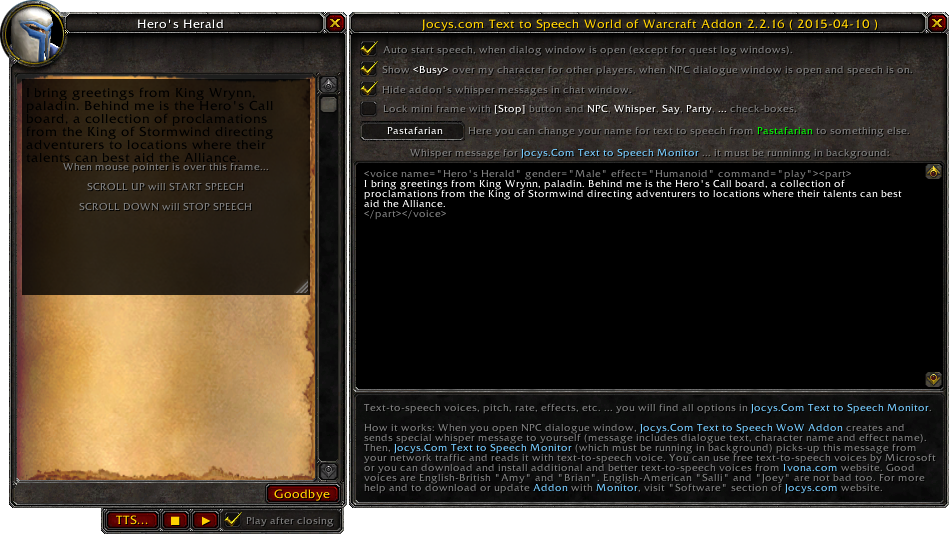 Hero's Herald
I bring greetings from King Wrynn,
paladin. Behind me is the Hero's Call
board, a collection of proclamations
from the King of Stormwind directing
adventurers to locations where their
talents can best aid the Alliance.
When mouse pointer is over this frame...
SCROLL UP will START SPEECH
SCROLL DOWN will STOP SPEECH
Goodbye
TTS...
Play after closing
Jocys.com Text to Speech World of Warcraft Addon 2.2.16 ( 2015-04-10 )
Auto start speech, when dialog window is open (except for quest log windows).
Show <Busy> over my character for other players, when NPC dialogue window is open and speech is on.
Hide addon's whisper messages in chat window.
Lock mini frame with [Stop] button and NPC, Whisper, Say, Party, ... check-boxes.
Pastafarian Here you can change your name for text to speech from Pastafarian to something else.
Whisper message for Jocys.Com Text to Speech Monitor ... it must be running in background:
<voice name="Hero's Herald" gender="Male" effect="Humanoid" command="play"><part>
I bring greetings from King Wrynn, paladin. Behind me is the Hero's Call board, a collection of
proclamations from the King of Stormwind directing adventurers to locations where their talents can best
aid the Alliance.
</part></voice>
Text-to-speech voices, pitch, rate, effects, etc. ... you will find all options in Jocys.Com Text to Speech Monitor.
How it works: When you open NPC dialogue window, Jocys.Com Text to Speech WoW Addon creates and
sends special whisper message to yourself (message includes dialogue text, character name and effect name).
Then, Jocys.Com Text to Speech Monitor (which must be running in background) picks-up this message from
your network traffic and reads it with text-to-speech voice. You can use free text-to-speech voices by Microsoft
or you can download and install additional and better text-to-speech voices from Ivona.com website. Good
voices are English-British "Amy" and "Brian". English-American "Salli" and "Joey" are not bad too. For more
help and to download or update Addon with Monitor, visit "Software" section of Jocys.com website.